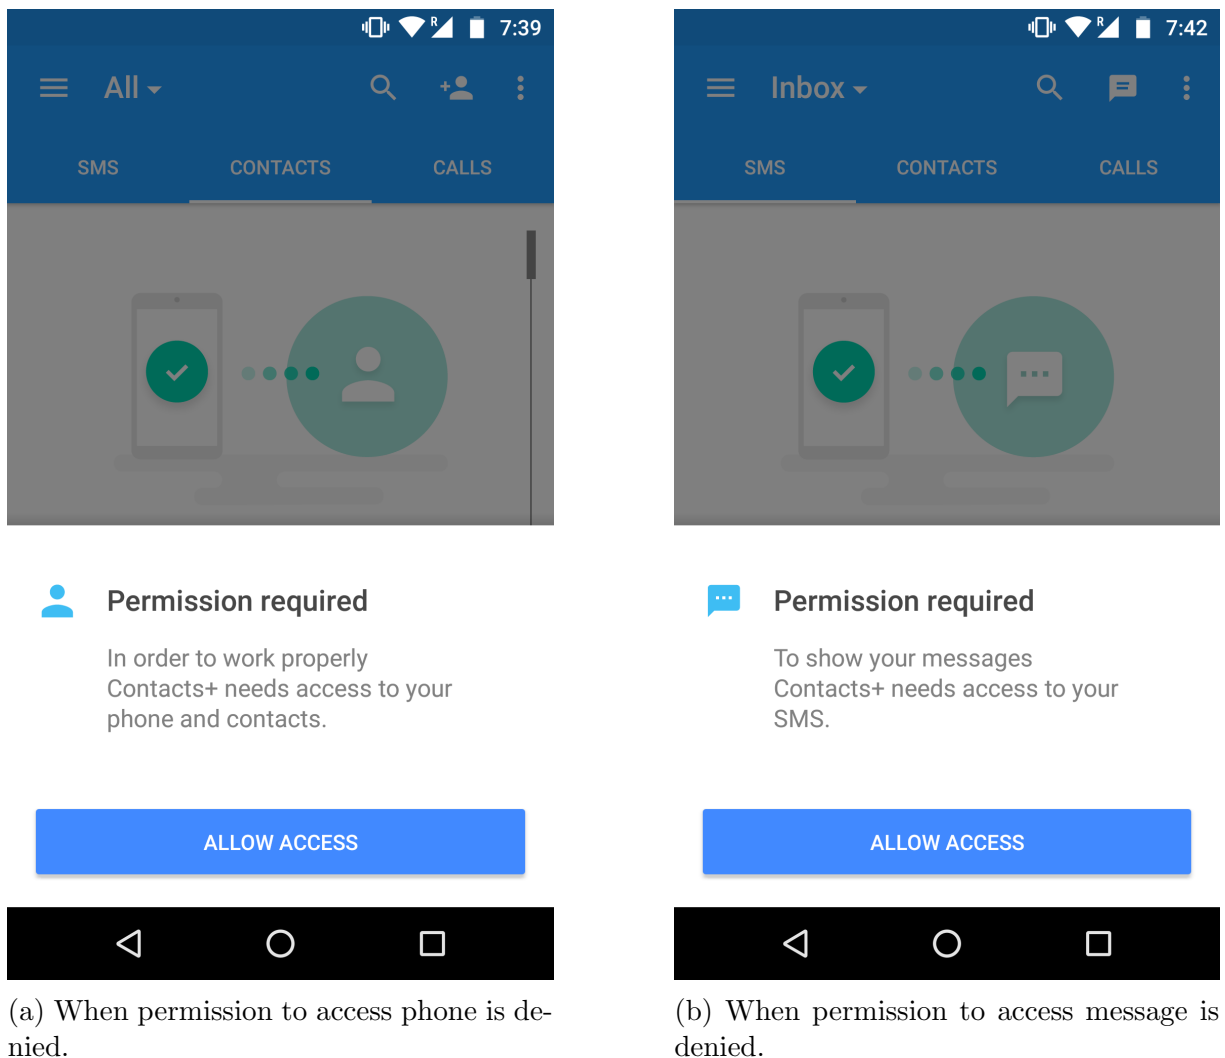 R 7:39
All
SMS CONTACTS CALLS
Permission required
In order to work properly
Contacts+ needs access to your
phone and contacts.
ALLOW ACCESS
(a) When permission to access phone is de-
nied.
R 7:42
Inbox
SMS CONTACTS CALLS
Permission required
To show your messages
Contacts+ needs access to your
SMS.
ALLOW ACCESS
(b) When permission to access message is
denied.